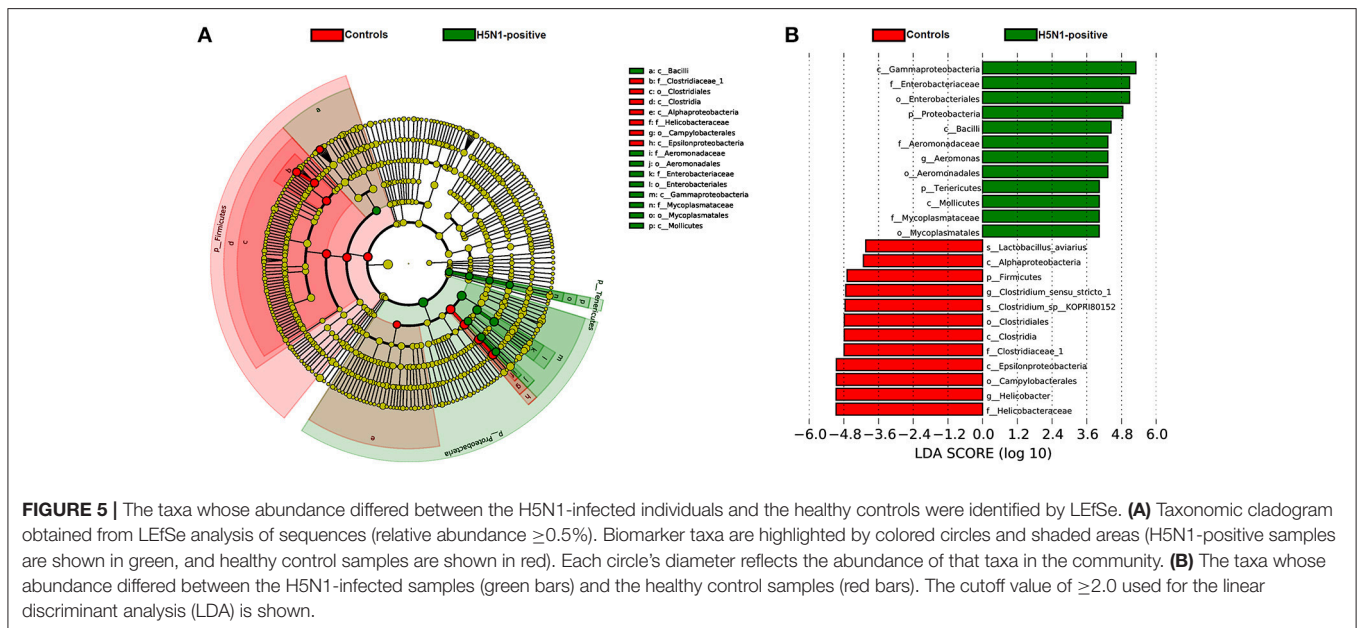 A
Controls
H5N1-positive
a: c__Bacilli
b: f__Clostridiaceae_1
c: o__Clostridiales
d: c__Clostridia
e: c__Alphaproteobacteria
f: f__Helicobacteraceae
g: o__Campylobacterales
h: c__Epsilonproteobacteria
i: f__Aeromonadaceae
j: o__Aeromonadales
k: f__Enterobacteriaceae
l: o__Enterobacteriales
m: c__Gammaproteobacteria
n: f__Mycoplasmataceae
o: o__Mycoplasmatales
p: c__Mollicutes
p__Firmicutes
d
c
b
a
p__Tenericutes
n
o
p
m
l
k
j
e
p__Proteobacteria
B
Controls
H5N1-positive
c__Gammaproteobacteria
f__Enterobacteriaceae
o__Enterobacteriales
p__Proteobacteria
c__Bacilli
f__Aeromonadaceae
g__Aeromonas
o__Aeromonadales
p__Tenericutes
c__Mollicutes
f__Mycoplasmataceae
o__Mycoplasmatales
s__Lactobacillus_aviarius
c__Alphaproteobacteria
p__Firmicutes
g__Clostridium_sensu_stricto_1
s__Clostridium_sp__KOPRI80152
o__Clostridiales
c__Clostridia
f__Clostridiaceae_1
c__Epsilonproteobacteria
o__Campylobacterales
g__Helicobacter
f__Helicobacteraceae
−6.0 −4.8 −3.6 −2.4 −1.2 0.0 1.2 2.4 3.6 4.8 6.0
LDA SCORE (log 10)
FIGURE 5 | The taxa whose abundance differed between the H5N1-infected individuals and the healthy controls were identified by LEfSe. (A) Taxonomic cladogram
obtained from LEfSe analysis of sequences (relative abundance ≥0.5%). Biomarker taxa are highlighted by colored circles and shaded areas (H5N1-positive samples
are shown in green, and healthy control samples are shown in red). Each circle's diameter reflects the abundance of that taxa in the community. (B) The taxa whose
abundance differed between the H5N1-infected samples (green bars) and the healthy control samples (red bars). The cutoff value of ≥2.0 used for the linear
discriminant analysis (LDA) is shown.